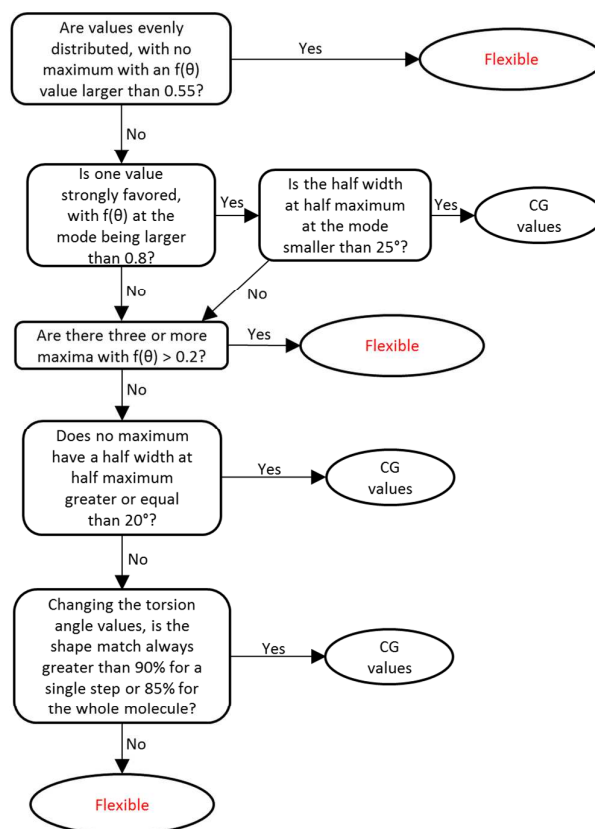 Are values evenly
distributed, with no
maximum with an f(θ)
value larger than 0.55?
Yes
Flexible
No
Is one value
strongly favored,
with f(θ) at the
mode being larger
than 0.8?
Yes
Is the half width
at half maximum
at the mode
smaller than 25°?
Yes
CG
values
No
No
Are there three or more
maxima with f(θ) > 0.2?
Yes
Flexible
No
Does no maximum
have a half width at
half maximum
greater or equal
than 20°?
Yes
CG
values
No
Changing the torsion
angle values, is the
shape match always
greater than 90% for a
single step or 85% for
the whole molecule?
Yes
CG
values
No
Flexible